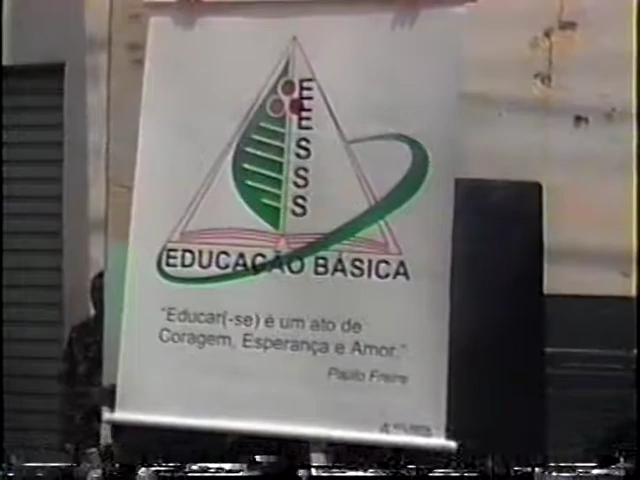 EESSS
EDUCAÇÃO BÁSICA
"Educar(-se) é um ato de
Coragem, Esperança e Amor."
Paulo Freire